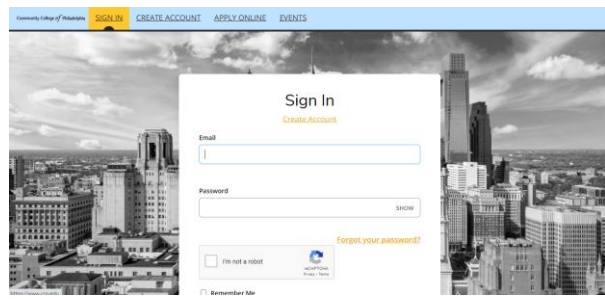 Community College of Philadelphia SIGN IN CREATE ACCOUNT APPLY ONLINE EVENTS
Sign In
Create Account
Email
Password
SHOW
Forgot your password?
I'm not a robot
reCAPTCHA
Privacy - Terms
Remember Me